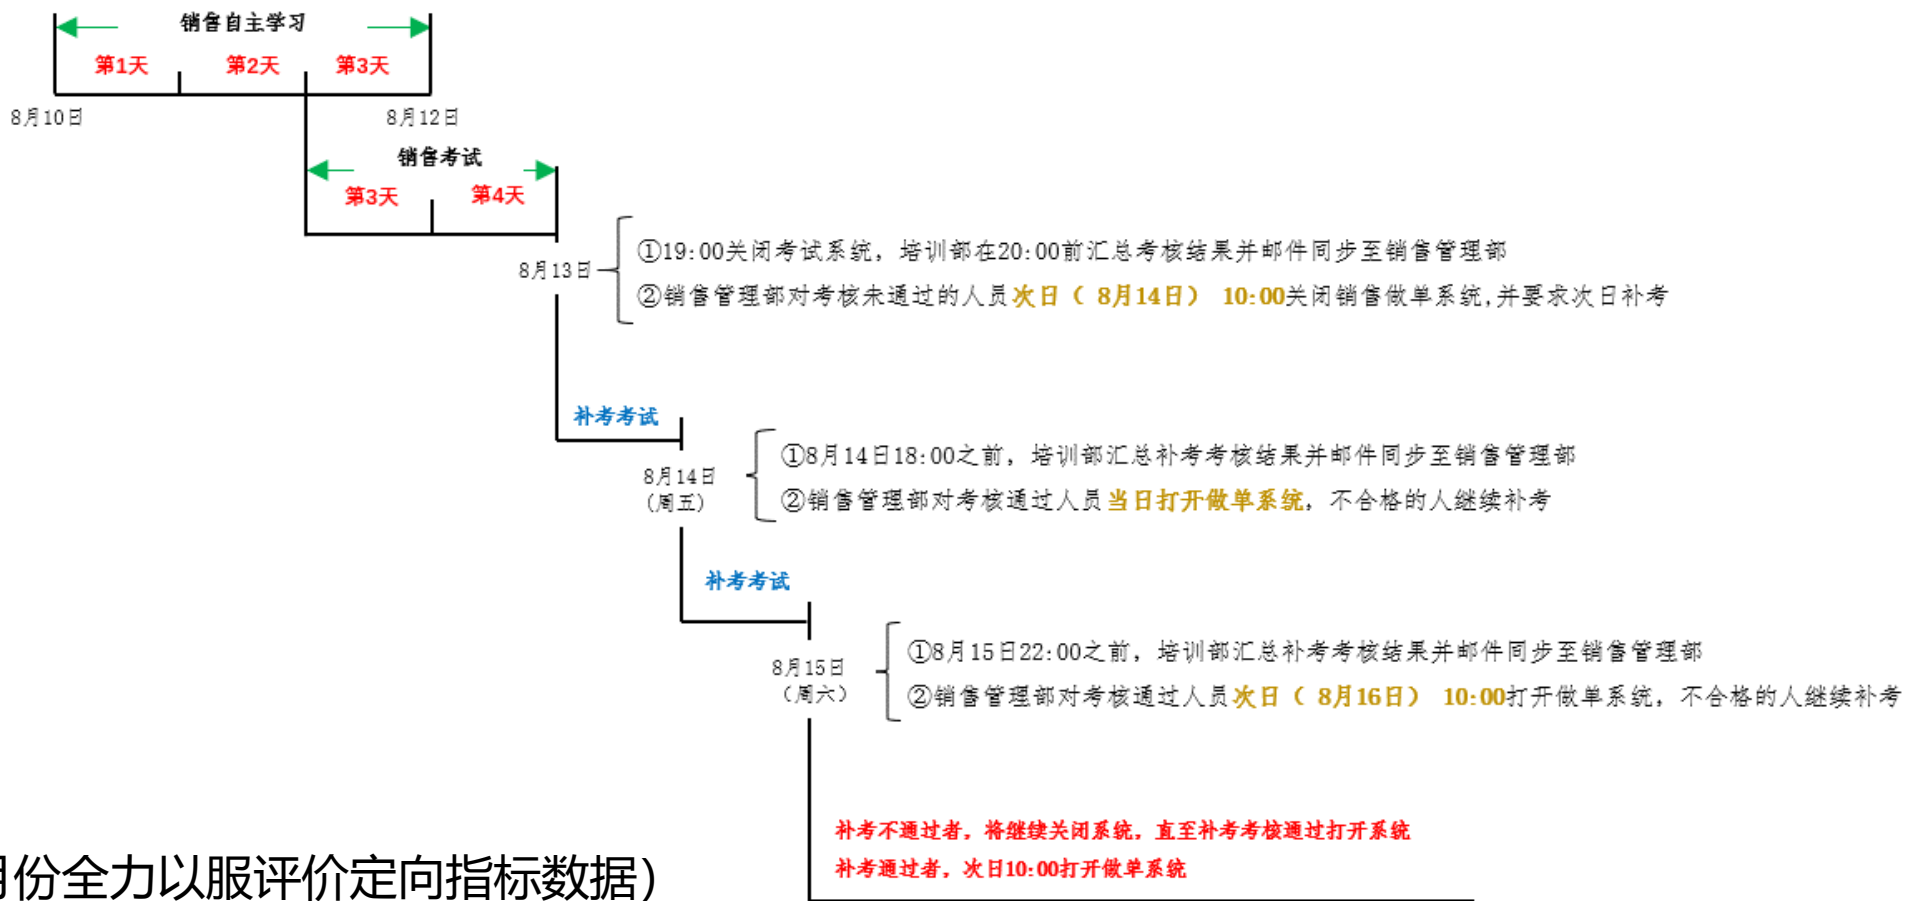 销售自主学习
第1天 第2天 第3天
8月10日 8月12日
销售考试
第3天 第4天
8月13日
①19:00关闭考试系统，培训部在20:00前汇总考核结果并邮件同步至销售管理部
②销售管理部对考核未通过的人员次日（ 8月14日） 10:00关闭销售做单系统,并要求次日补考
补考考试
8月14日
(周五)
①8月14日18:00之前，培训部汇总补考考核结果并邮件同步至销售管理部
②销售管理部对考核通过人员当日打开做单系统，不合格的人继续补考
补考考试
8月15日
（周六）
①8月15日22:00之前，培训部汇总补考考核结果并邮件同步至销售管理部
②销售管理部对考核通过人员次日（ 8月16日） 10:00打开做单系统，不合格的人继续补考
补考不通过者，将继续关闭系统，直至补考考核通过打开系统
补考通过者，次日10:00打开做单系统
月份全力以服评价定向指标数据）